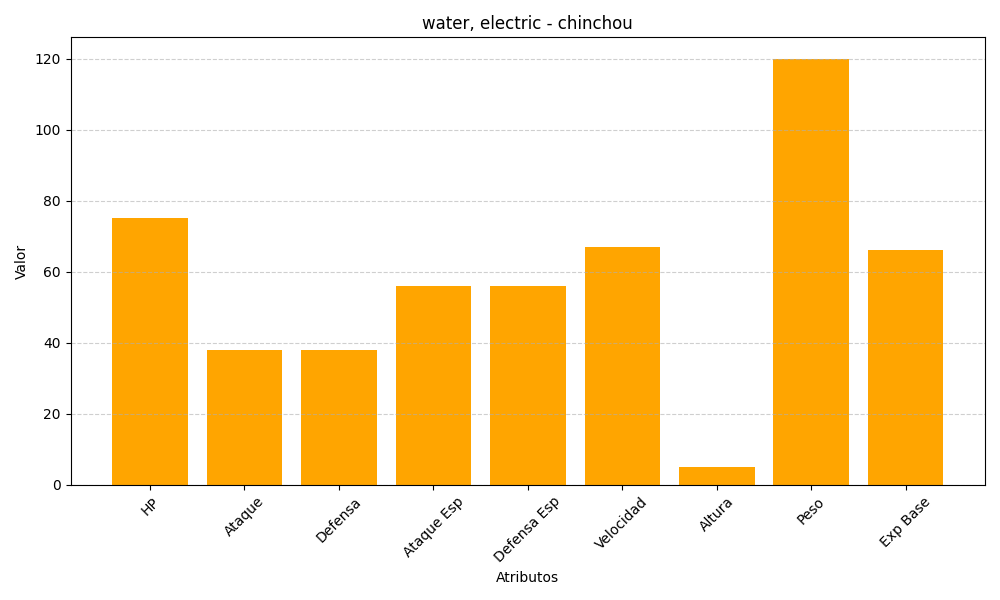 water, electric - chinchou
Valor
120
100
80
60
40
20
0
HP
Ataque
Defensa
Ataque Esp
Defensa Esp
Velocidad
Altura
Peso
Exp Base
Atributos